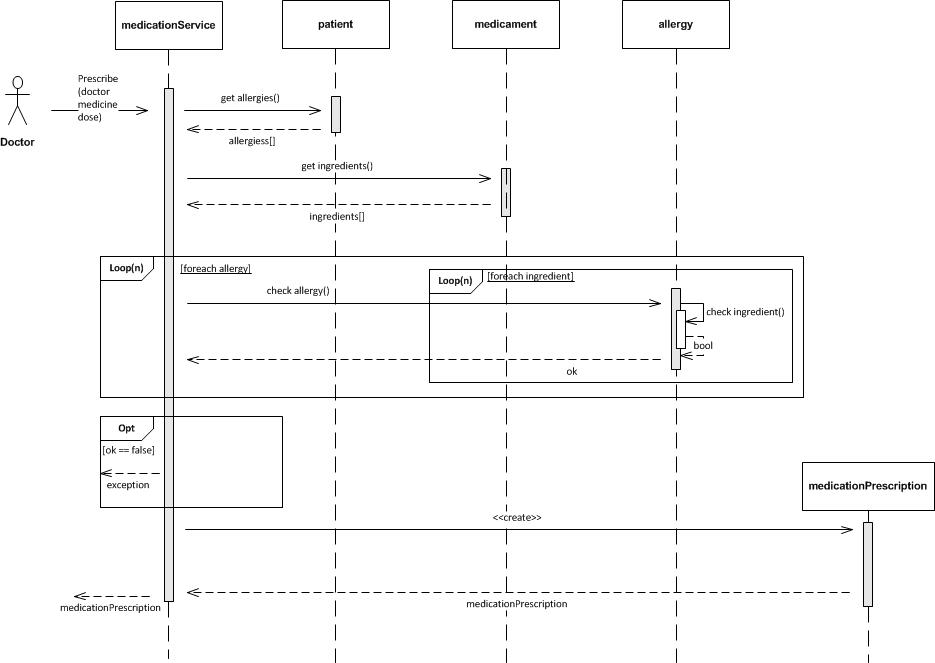 medicationService
patient
medicament
allergy
Prescribe
(doctor
medicine
dose)
Doctor
get allergies()
allergiess[]
get ingredients()
ingredients[]
Loop(n)
[foreach allergy]
Loop(n)
[foreach ingredient]
check allergy()
check ingredient()
bool
ok
Opt
[ok == false]
exception
medicationPrescription
<<create>>
medicationPrescription
medicationPrescription